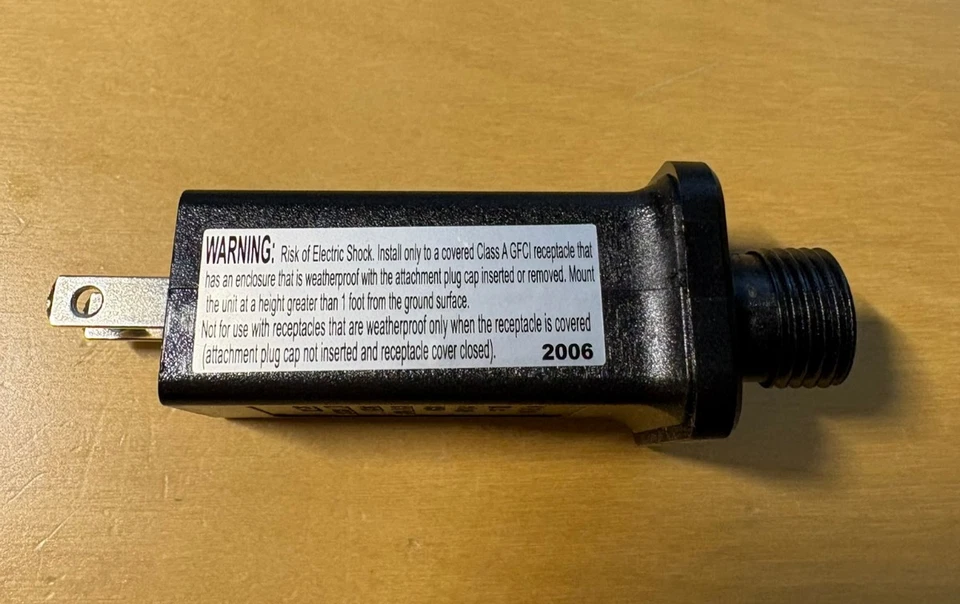 WARNING: Risk of Electric Shock. Install only to a covered Class A GFCI receptacle that
has an enclosure that is weatherproof with the attachment plug cap inserted or removed. Mount
the unit at a height greater than 1 foot from the ground surface.
Not for use with receptacles that are weatherproof only when the receptacle is covered
(attachment plug cap not inserted and receptacle cover closed). 2006